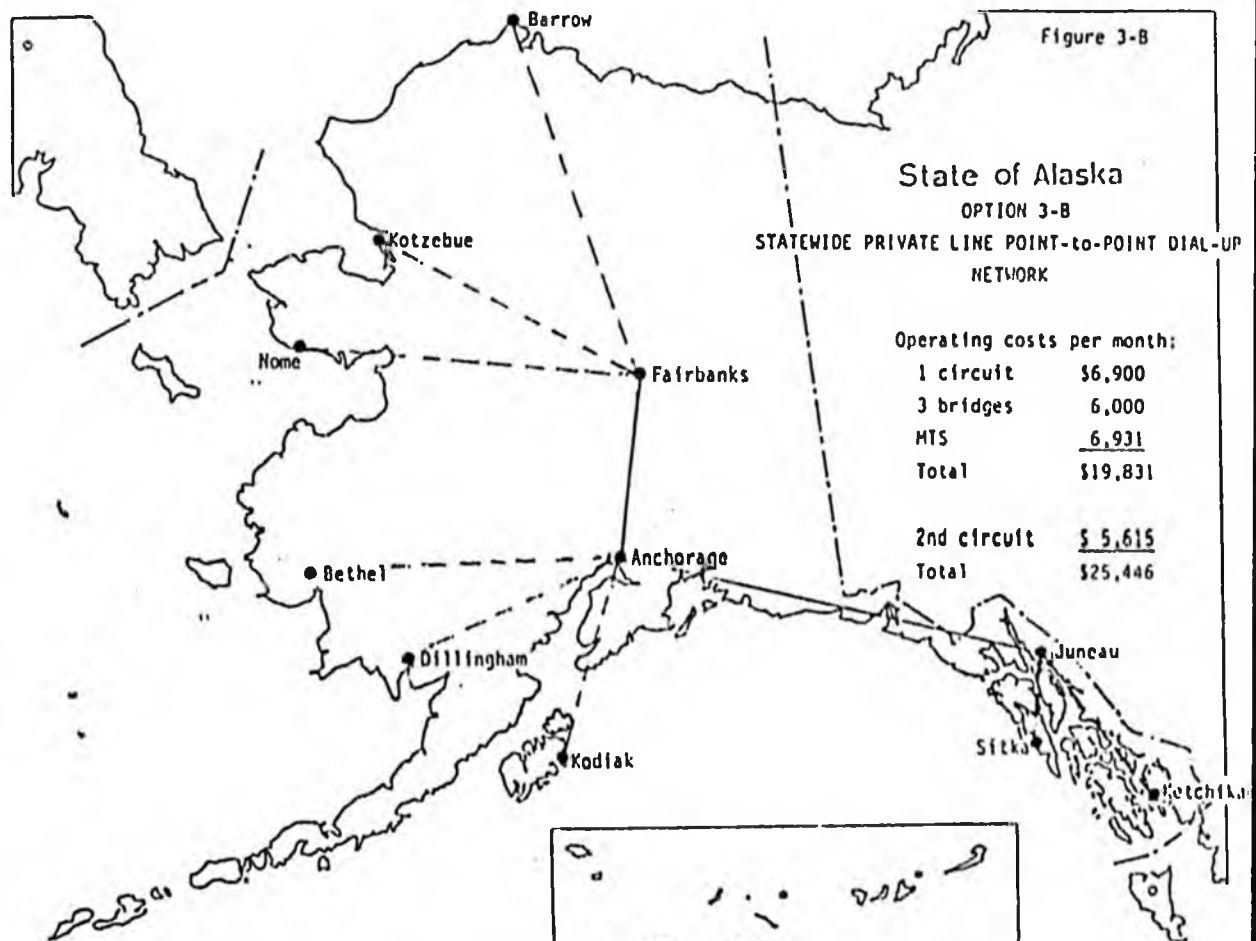 Barrow
Figure 3-B
State of Alaska
OPTION 3-B
STATEWIDE PRIVATE LINE POINT-to-POINT DIAL-UP
NETWORK
Kotzebue
Nome
Fairbanks
Operating costs per month:
1 circuit $6,900
3 bridges 6,000
MTS 6,931
Total $19,831
2nd circuit $ 5,615
Total $25,446
Anchorage
Bethel
Dillingham
Juneau
Kodiak
Sitka
Ketchika